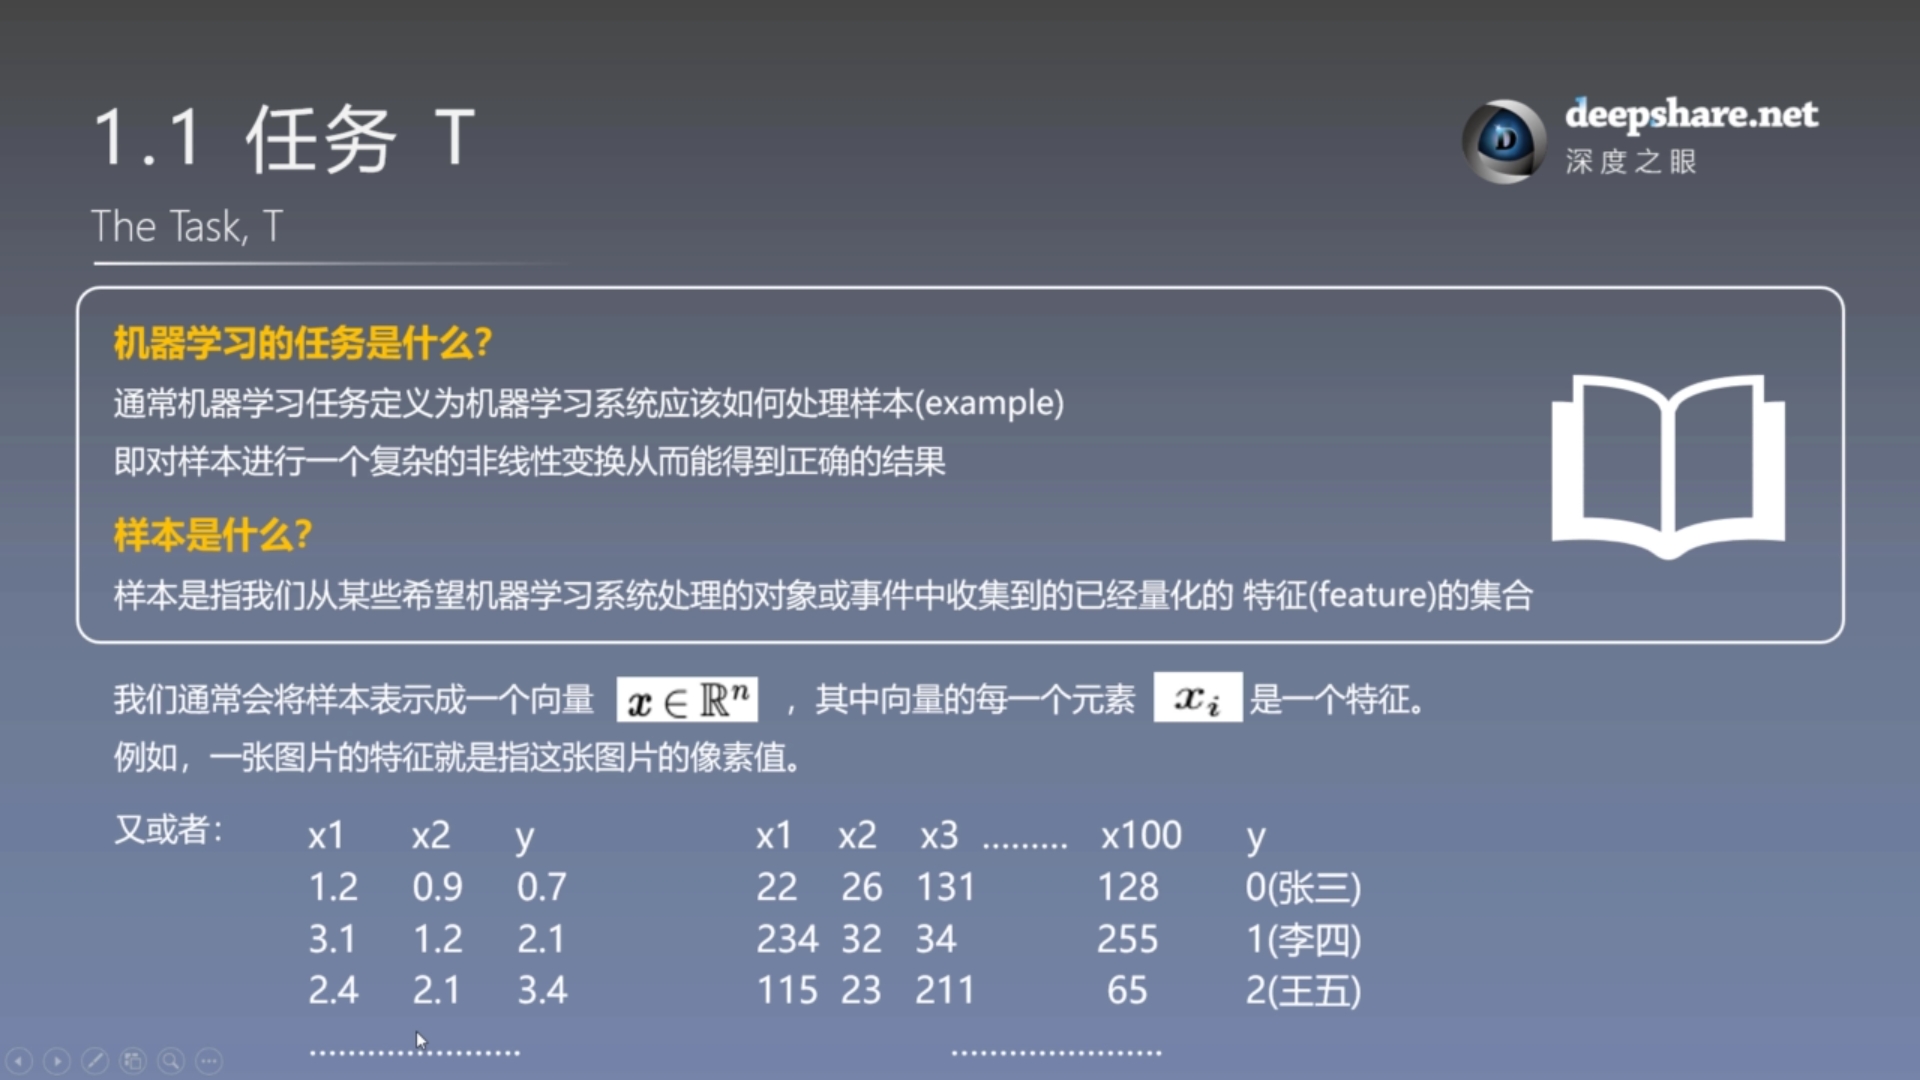 1.1 任务 T
deepshare.net
深度之眼
The Task, T
机器学习的任务是什么？
通常机器学习任务定义为机器学习系统应该如何处理样本(example)
即对样本进行一个复杂的非线性变换从而能得到正确的结果
样本是什么？
样本是指我们从某些希望机器学习系统处理的对象或事件中收集到的已经量化的 特征(feature)的集合
我们通常会将样本表示成一个向量 x ∈ ℝⁿ ，其中向量的每一个元素 xᵢ 是一个特征。
例如，一张图片的特征就是指这张图片的像素值。
又或者： x1 x2 y x1 x2 x3 ......... x100 y
1.2 0.9 0.7 22 26 131 128 0(张三)
3.1 1.2 2.1 234 32 34 255 1(李四)
2.4 2.1 3.4 115 23 211 65 2(王五)
...................... ......................